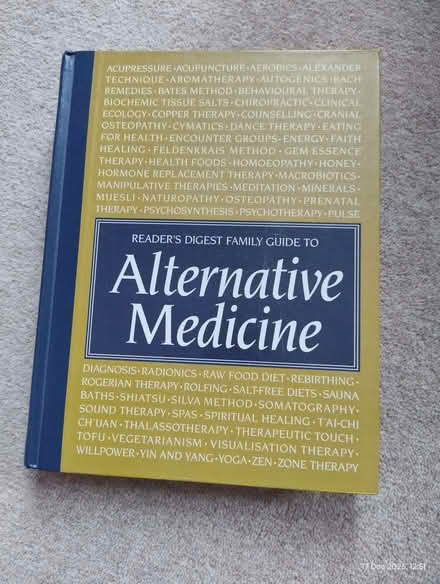 ACUPRESSURE·ACUPUNCTURE·AEROBICS·ALEXANDER
TECHNIQUE·AROMATHERAPY·AUTOGENICS·BACH
REMEDIES·BATES METHOD·BEHAVIOURAL THERAPY·
BIOCHEMIC TISSUE SALTS·CHIROPRACTIC·CLINICAL
ECOLOGY·COPPER THERAPY·COUNSELLING·CRANIAL
OSTEOPATHY·CYMATICS·DANCE THERAPY·EATING
FOR HEALTH·ENCOUNTER GROUPS·ENERGY·FAITH
HEALING·FELDENKRAIS METHOD·GEM ESSENCE
THERAPY·HEALTH FOODS·HOMOEOPATHY·HONEY·
HORMONE REPLACEMENT THERAPY·MACROBIOTICS·
MANIPULATIVE THERAPIES·MEDITATION·MINERALS·
MUESLI·NATUROPATHY·OSTEOPATHY·PRENATAL
THERAPY·PSYCHOSYNTHESIS·PSYCHOTHERAPY·PULSE
READER'S DIGEST FAMILY GUIDE TO
Alternative
Medicine
DIAGNOSIS·RADIONICS·RAW FOOD DIET·REBIRTHING·
ROGERIAN THERAPY·ROLFING·SALT-FREE DIETS·SAUNA
BATHS·SHIATSU·SILVA METHOD·SOMATOGRAPHY·
SOUND THERAPY·SPAS·SPIRITUAL HEALING·T'AI-CHI
CH'UAN·THALASSOTHERAPY·THERAPEUTIC TOUCH·
TOFU·VEGETARIANISM·VISUALISATION THERAPY·
WILLPOWER·YIN AND YANG·YOGA·ZEN·ZONE THERAPY
17 Dec 2025, 12:51